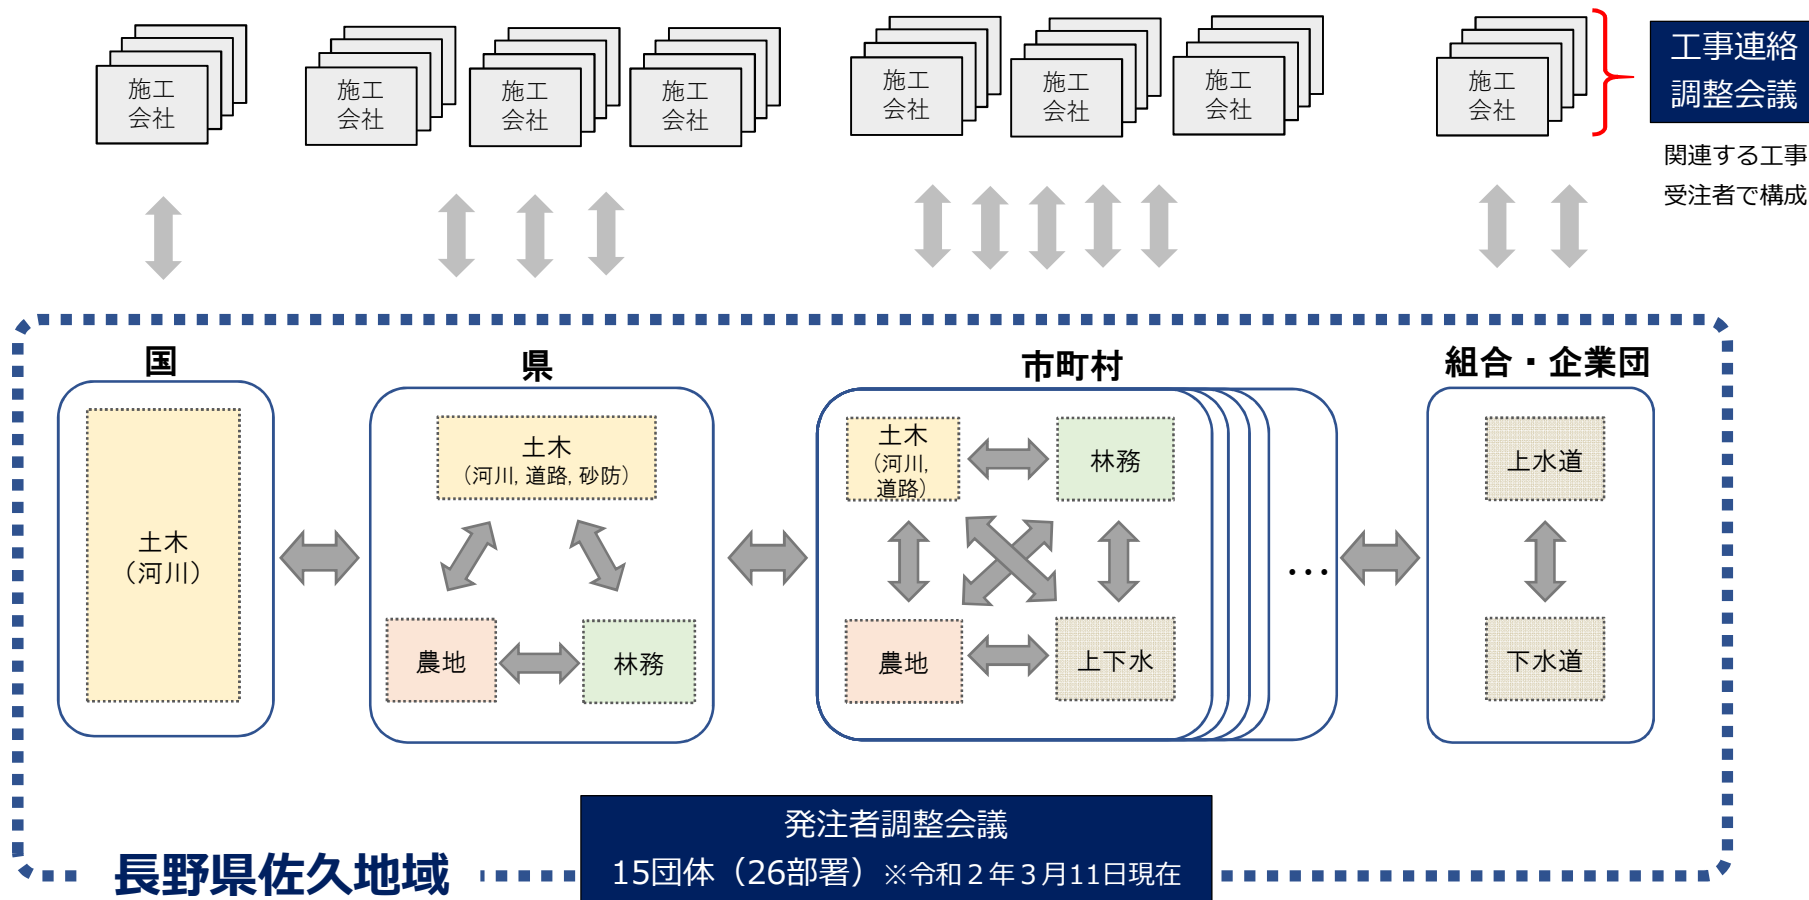 施工
会社
施工
会社
施工
会社
施工
会社
施工
会社
施工
会社
施工
会社
施工
会社
工事連絡
調整会議
関連する工事
受注者で構成
国
土木
（河川）
県
土木
（河川, 道路, 砂防）
農地
林務
市町村
土木
（河川,
道路）
林務
農地
上下水
…
組合・企業団
上水道
下水道
長野県佐久地域
発注者調整会議
15団体（26部署）※令和２年３月11日現在